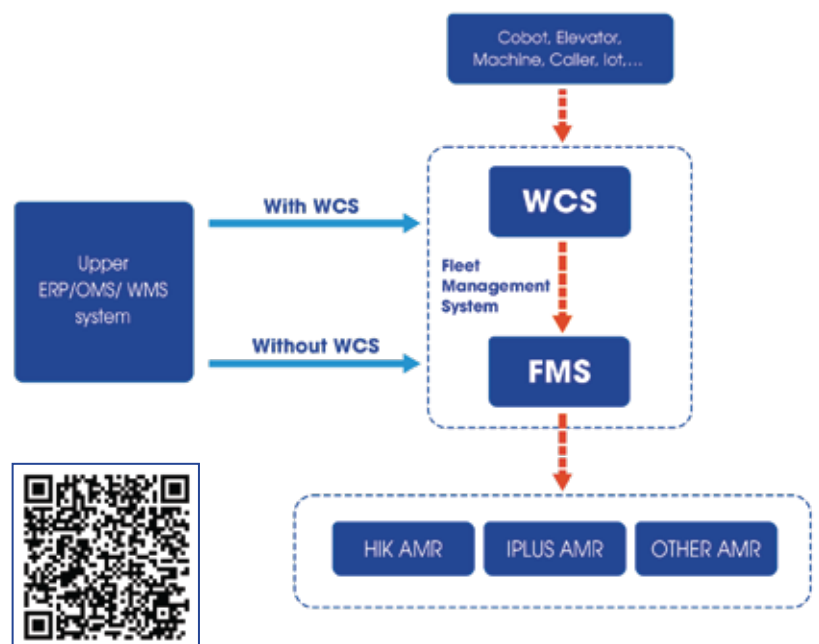 Cobot, Elevator,
Machine, Caller, Iot,...
With WCS
WCS
Upper
ERP/OMS/ WMS
system
Fleet
Management
System
Without WCS
FMS
HIK AMR
IPLUS AMR
OTHER AMR